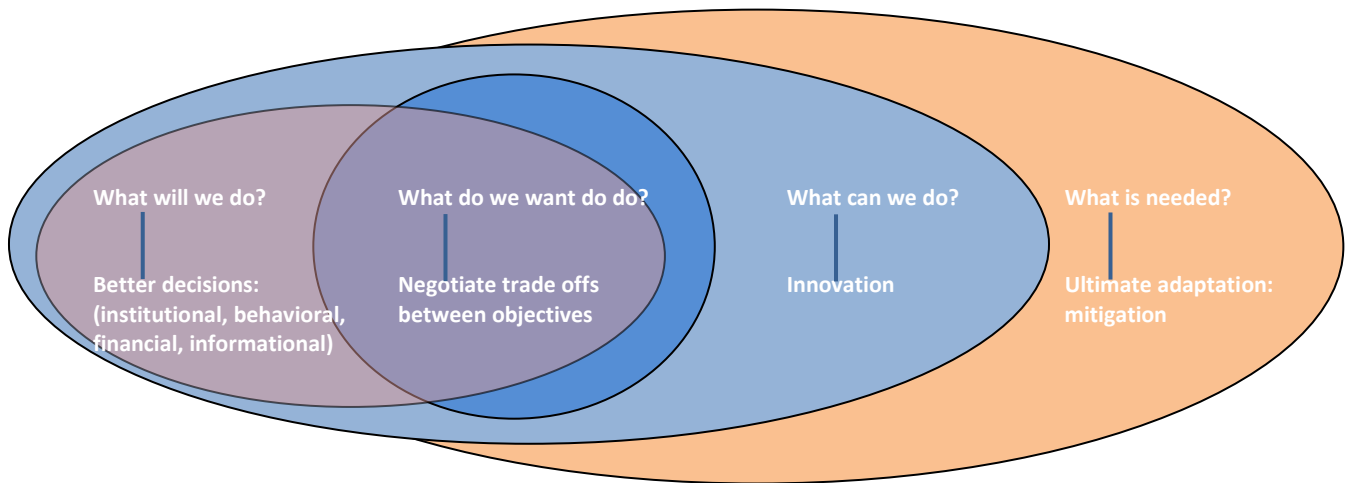 What will we do?
What do we want do do?
What can we do?
What is needed?
Better decisions:
(institutional, behavioral,
financial, informational)
Negotiate trade offs
between objectives
Innovation
Ultimate adaptation:
mitigation